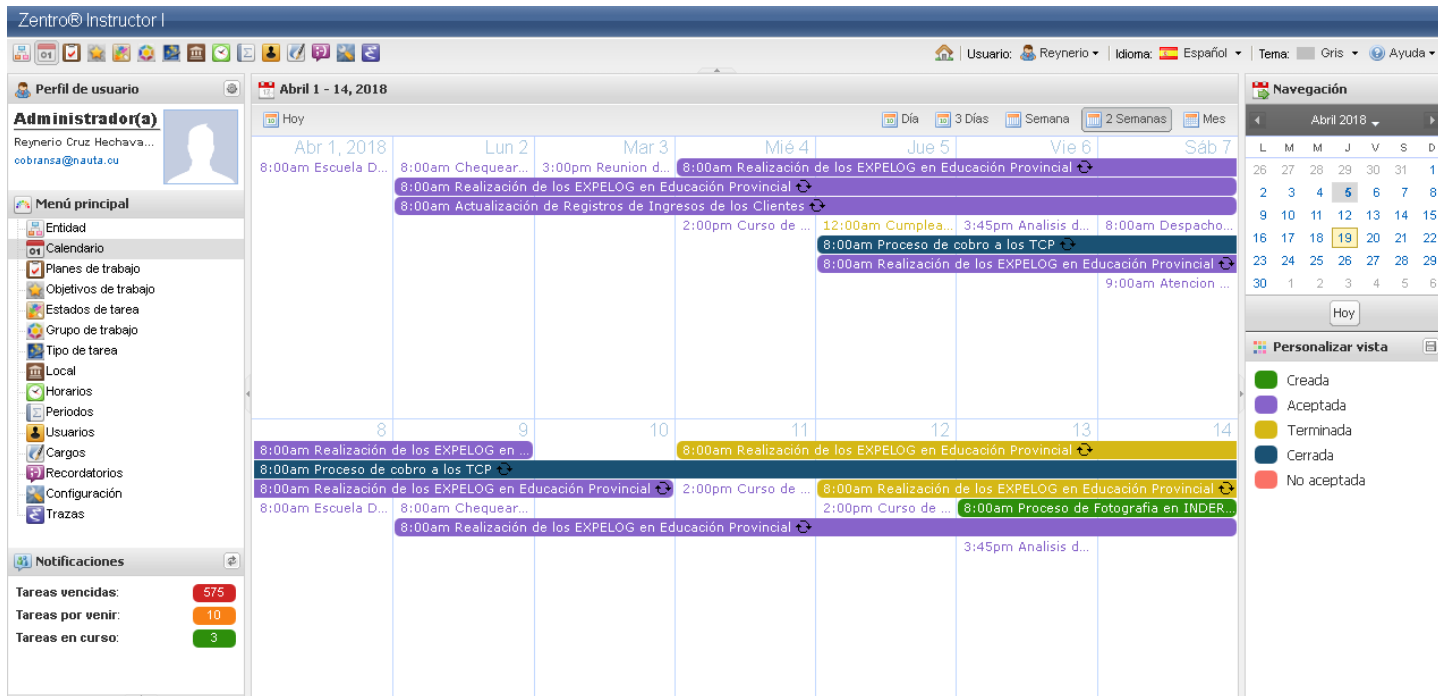 Zentro® Instructor I
Usuario: Reynerio Idioma: Español Tema: Gris Ayuda
Perfil de usuario
Administrador(a)
Reynerio Cruz Hechava...
cobransa@nauta.cu
Menú principal
Entidad
Calendario
Planes de trabajo
Objetivos de trabajo
Estados de tarea
Grupo de trabajo
Tipo de tarea
Local
Horarios
Periodos
Usuarios
Cargos
Recordatorios
Configuración
Trazas
Notificaciones
Tareas vencidas: 575
Tareas por venir: 10
Tareas en curso: 3
Abril 1 - 14, 2018
Hoy Día 3 Días Semana 2 Semanas Mes
Abr 1, 2018 Lun 2 Mar 3 Mié 4 Jue 5 Vie 6 Sáb 7
8:00am Escuela D... 8:00am Chequear... 3:00pm Reunion d... 8:00am Realización de los EXPELOG en Educación Provincial
8:00am Realización de los EXPELOG en Educación Provincial
8:00am Actualización de Registros de Ingresos de los Clientes
2:00pm Curso de ... 12:00am Cumplea... 3:45pm Analisis d... 8:00am Despacho...
8:00am Proceso de cobro a los TCP
8:00am Realización de los EXPELOG en Educación Provincial
9:00am Atencion ...
8 9 10 11 12 13 14
8:00am Realización de los EXPELOG en ... 8:00am Realización de los EXPELOG en Educación Provincial
8:00am Proceso de cobro a los TCP
8:00am Realización de los EXPELOG en Educación Provincial 2:00pm Curso de ... 8:00am Realización de los EXPELOG en Educación Provincial
8:00am Escuela D... 8:00am Chequear... 2:00pm Curso de ... 8:00am Proceso de Fotografia en INDER...
8:00am Realización de los EXPELOG en Educación Provincial
3:45pm Analisis d...
Navegación
Abril 2018
L M M J V S D
26 27 28 29 30 31 1
2 3 4 5 6 7 8
9 10 11 12 13 14 15
16 17 18 19 20 21 22
23 24 25 26 27 28 29
30 1 2 3 4 5 6
Hoy
Personalizar vista
Creada
Aceptada
Terminada
Cerrada
No aceptada